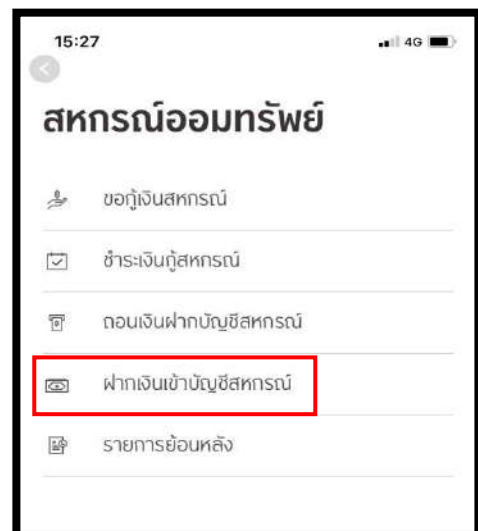 15:27
4G
สหกรณ์ออมทรัพย์
ขอกู้เงินสหกรณ์
ชำระเงินกู้สหกรณ์
ถอนเงินฝากบัญชีสหกรณ์
ฝากเงินเข้าบัญชีสหกรณ์
รายการย้อนหลัง